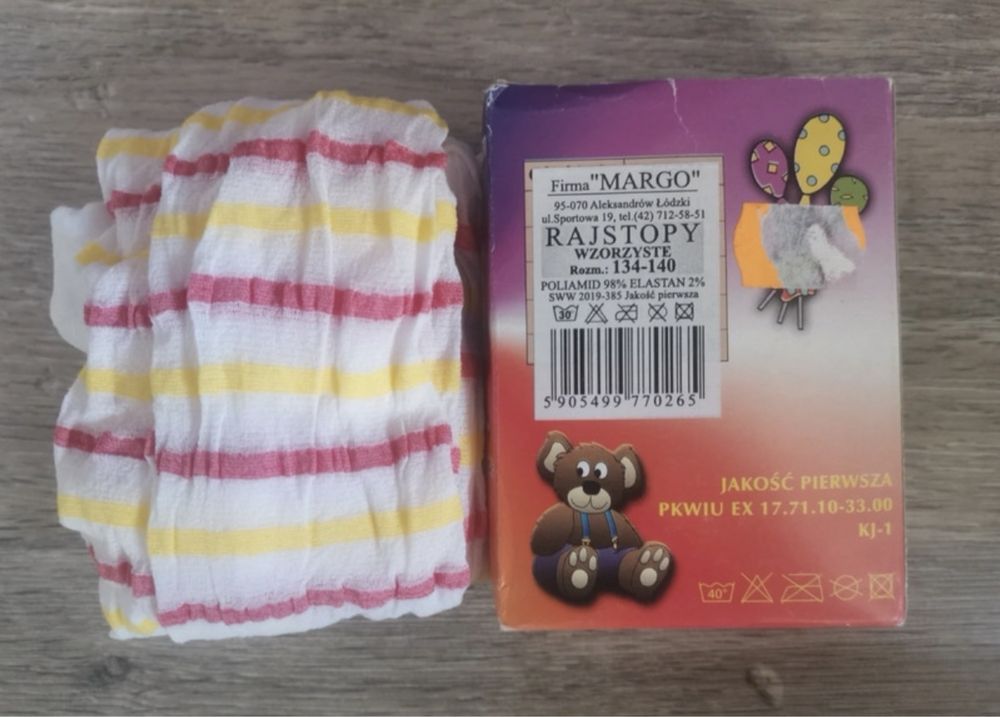 Firma "MARGO"
95-070 Aleksandrów Łódzki
ul.Sportowa 19, tel.(42) 712-58-51
RAJSTOPY
WZORZYSTE
Rozm.: 134-140
POLIAMID 98% ELASTAN 2%
SWW 2019-385 Jakość pierwsza
30
5 905499 770265
JAKOŚĆ PIERWSZA
PKWIU EX 17.71.10-33.00
KJ-1
40°